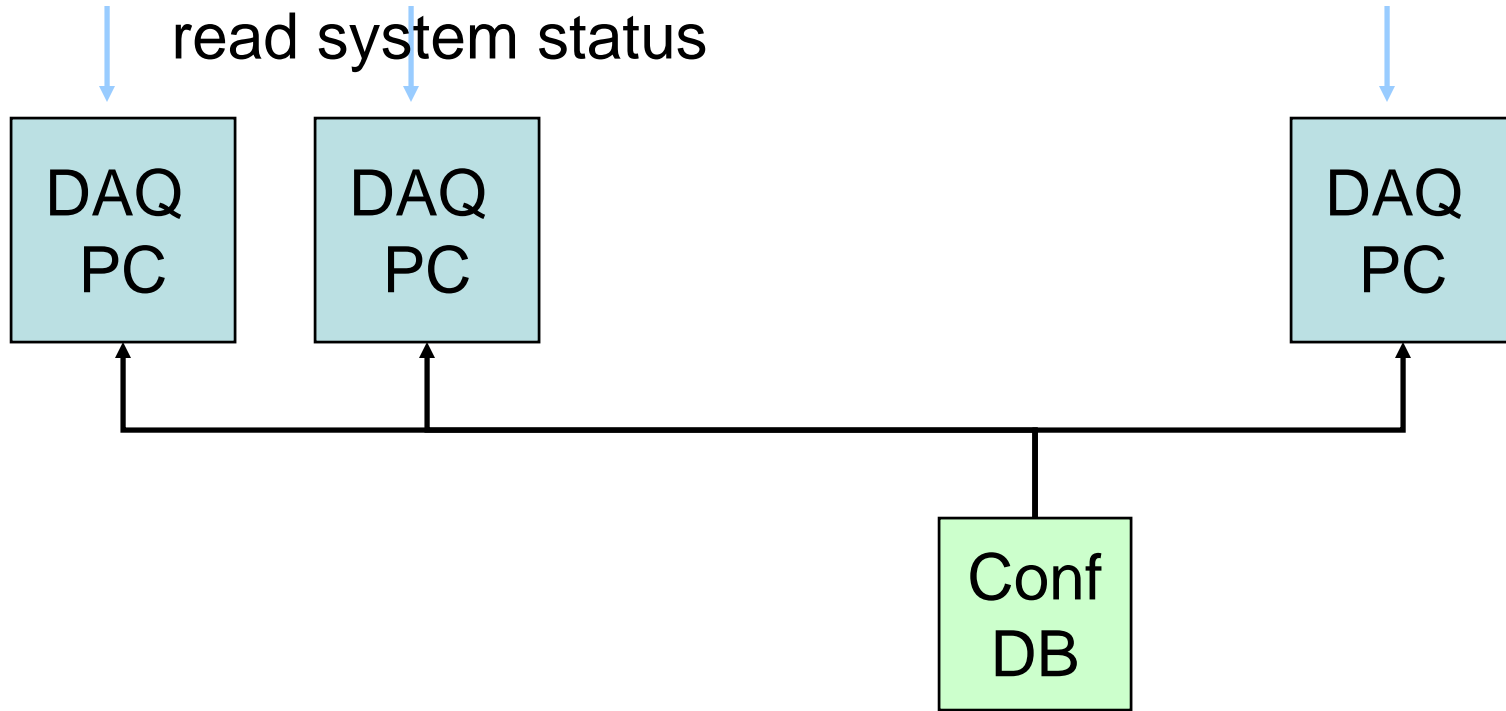 read system status
DAQ
PC
DAQ
PC
DAQ
PC
Conf
DB